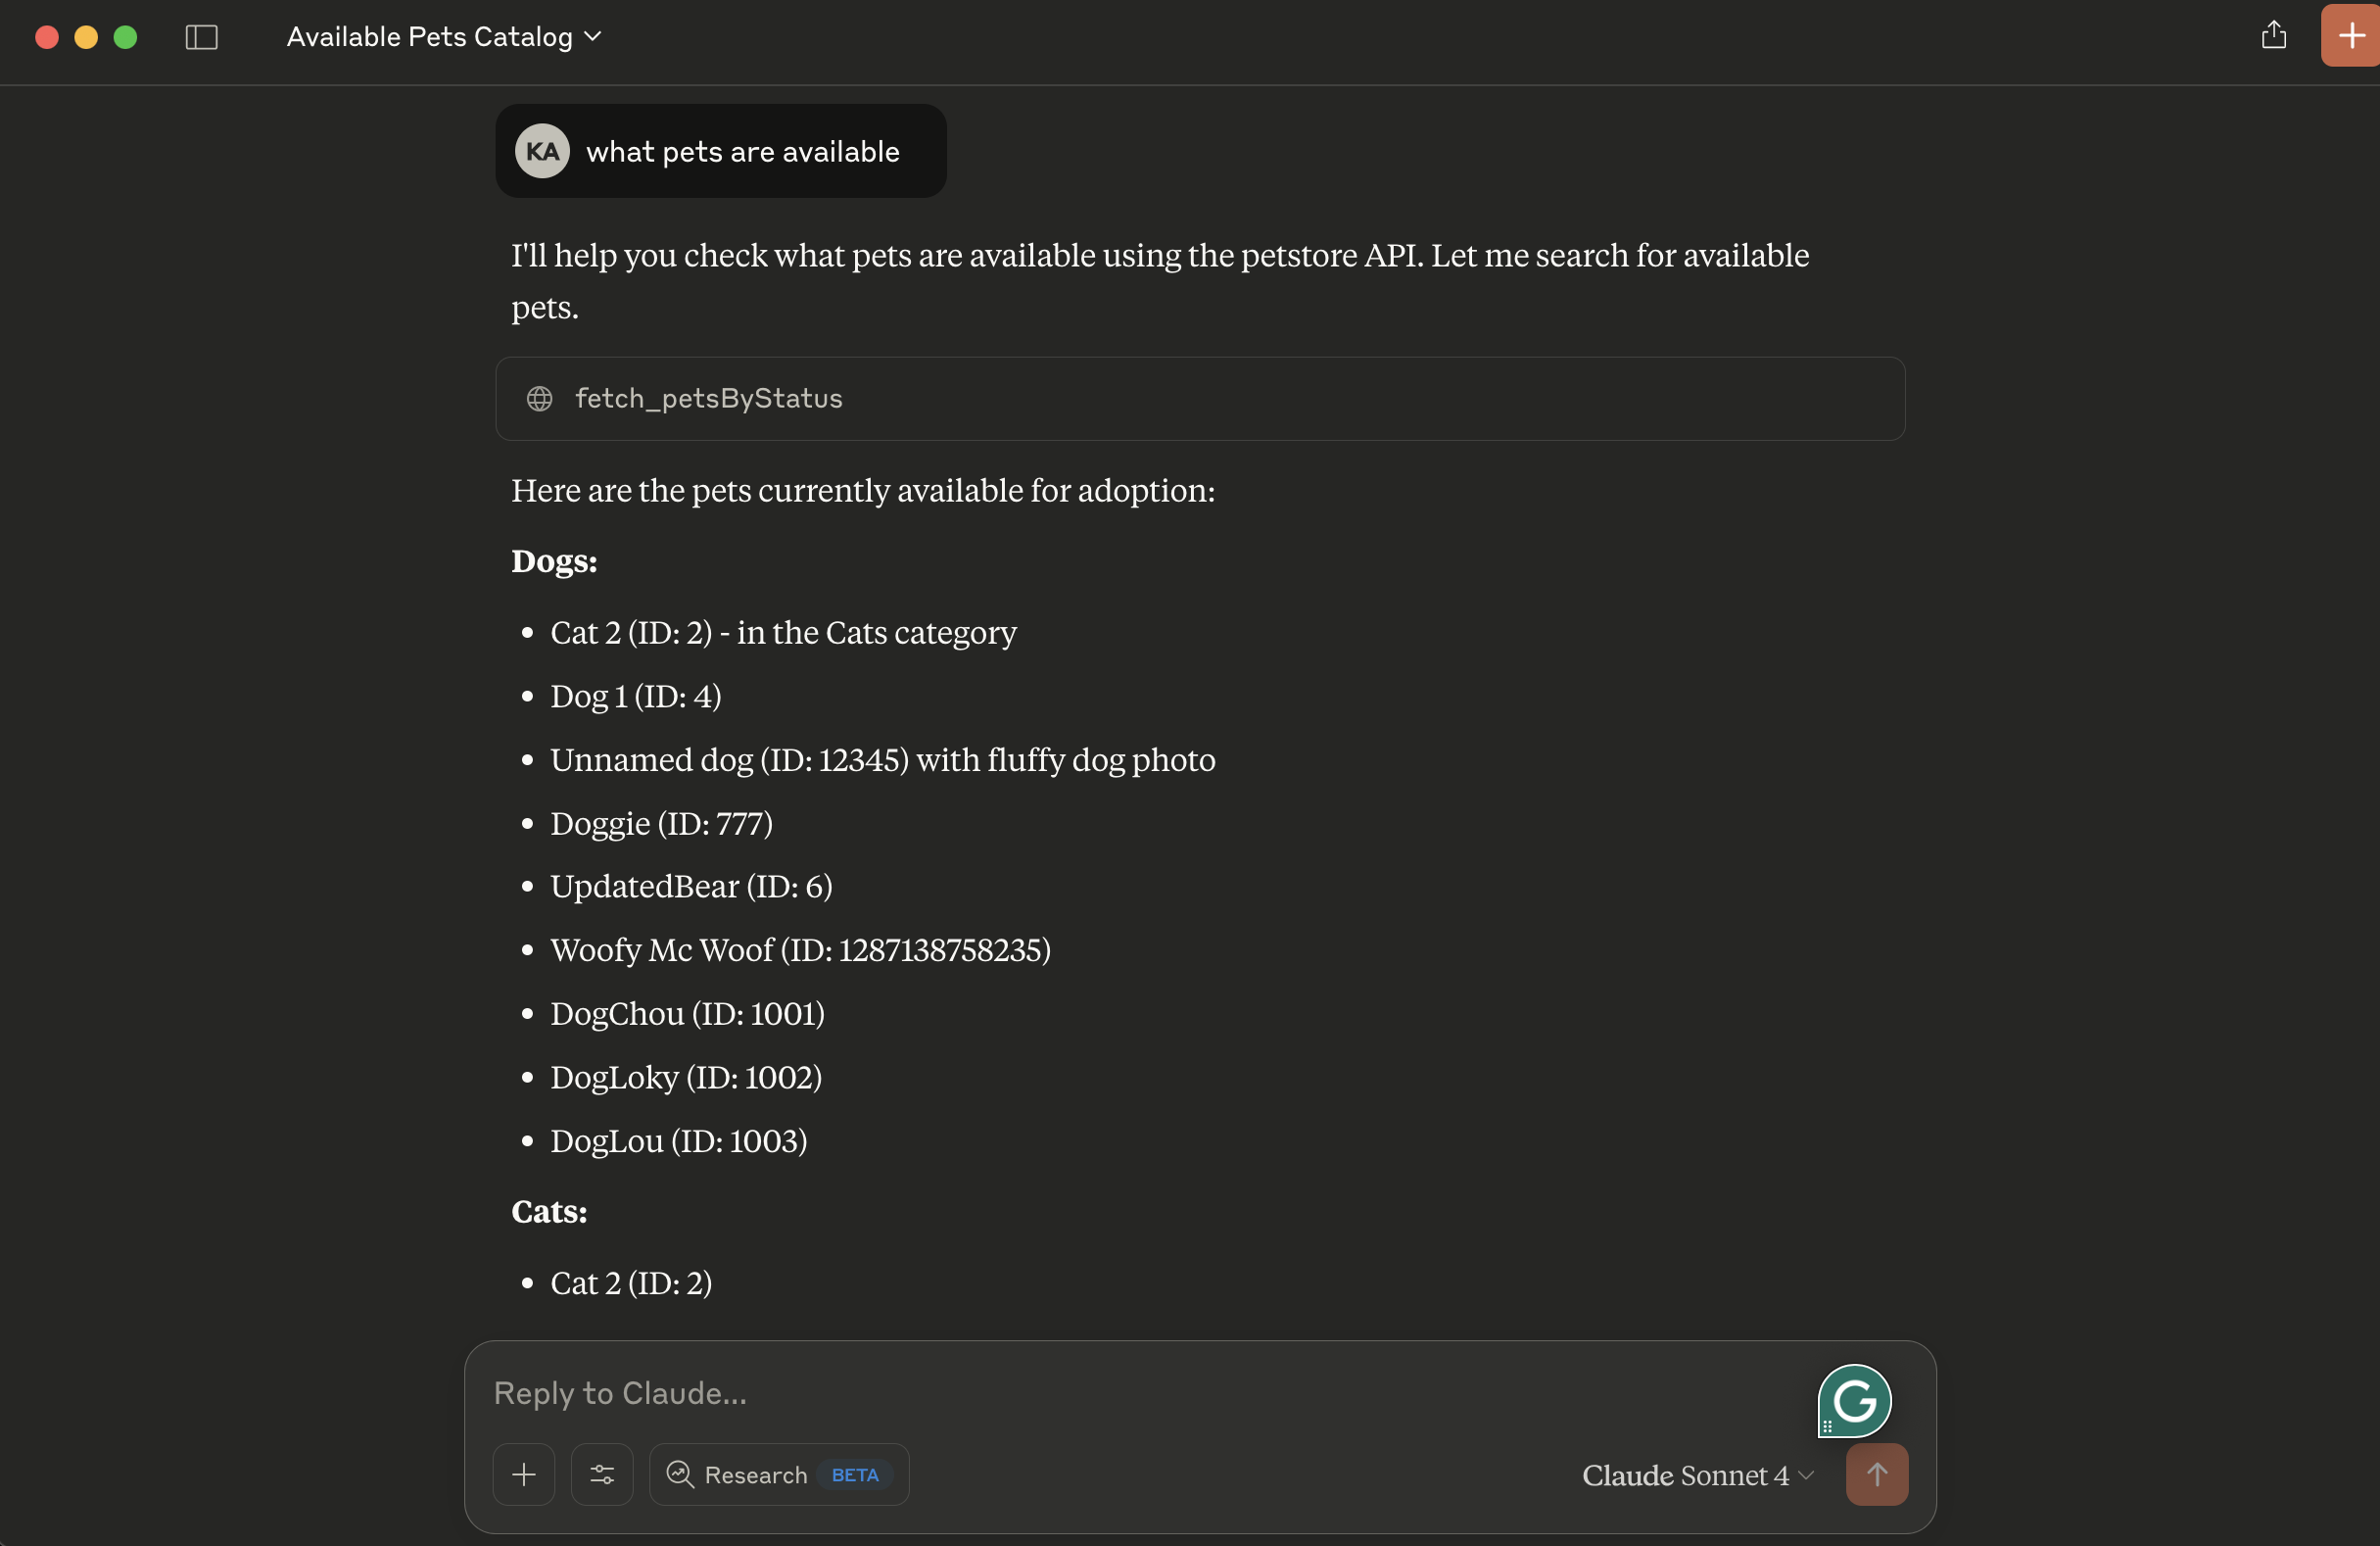 Available Pets Catalog
KA what pets are available
I'll help you check what pets are available using the petstore API. Let me search for available
pets.
fetch_petsByStatus
Here are the pets currently available for adoption:
Dogs:
• Cat 2 (ID: 2) - in the Cats category
• Dog 1 (ID: 4)
• Unnamed dog (ID: 12345) with fluffy dog photo
• Doggie (ID: 777)
• UpdatedBear (ID: 6)
• Woofy Mc Woof (ID: 1287138758235)
• DogChou (ID: 1001)
• DogLoky (ID: 1002)
• DogLou (ID: 1003)
Cats:
• Cat 2 (ID: 2)
Reply to Claude...
G
Research BETA
Claude Sonnet 4